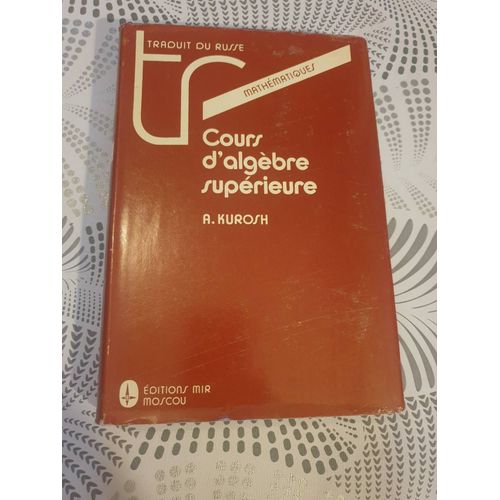 TRADUIT DU RUSSE
tr
MATHÉMATIQUES
Cours
d'algèbre
supérieure
A. KUROSH
ÉDITIONS MIR
MOSCOU